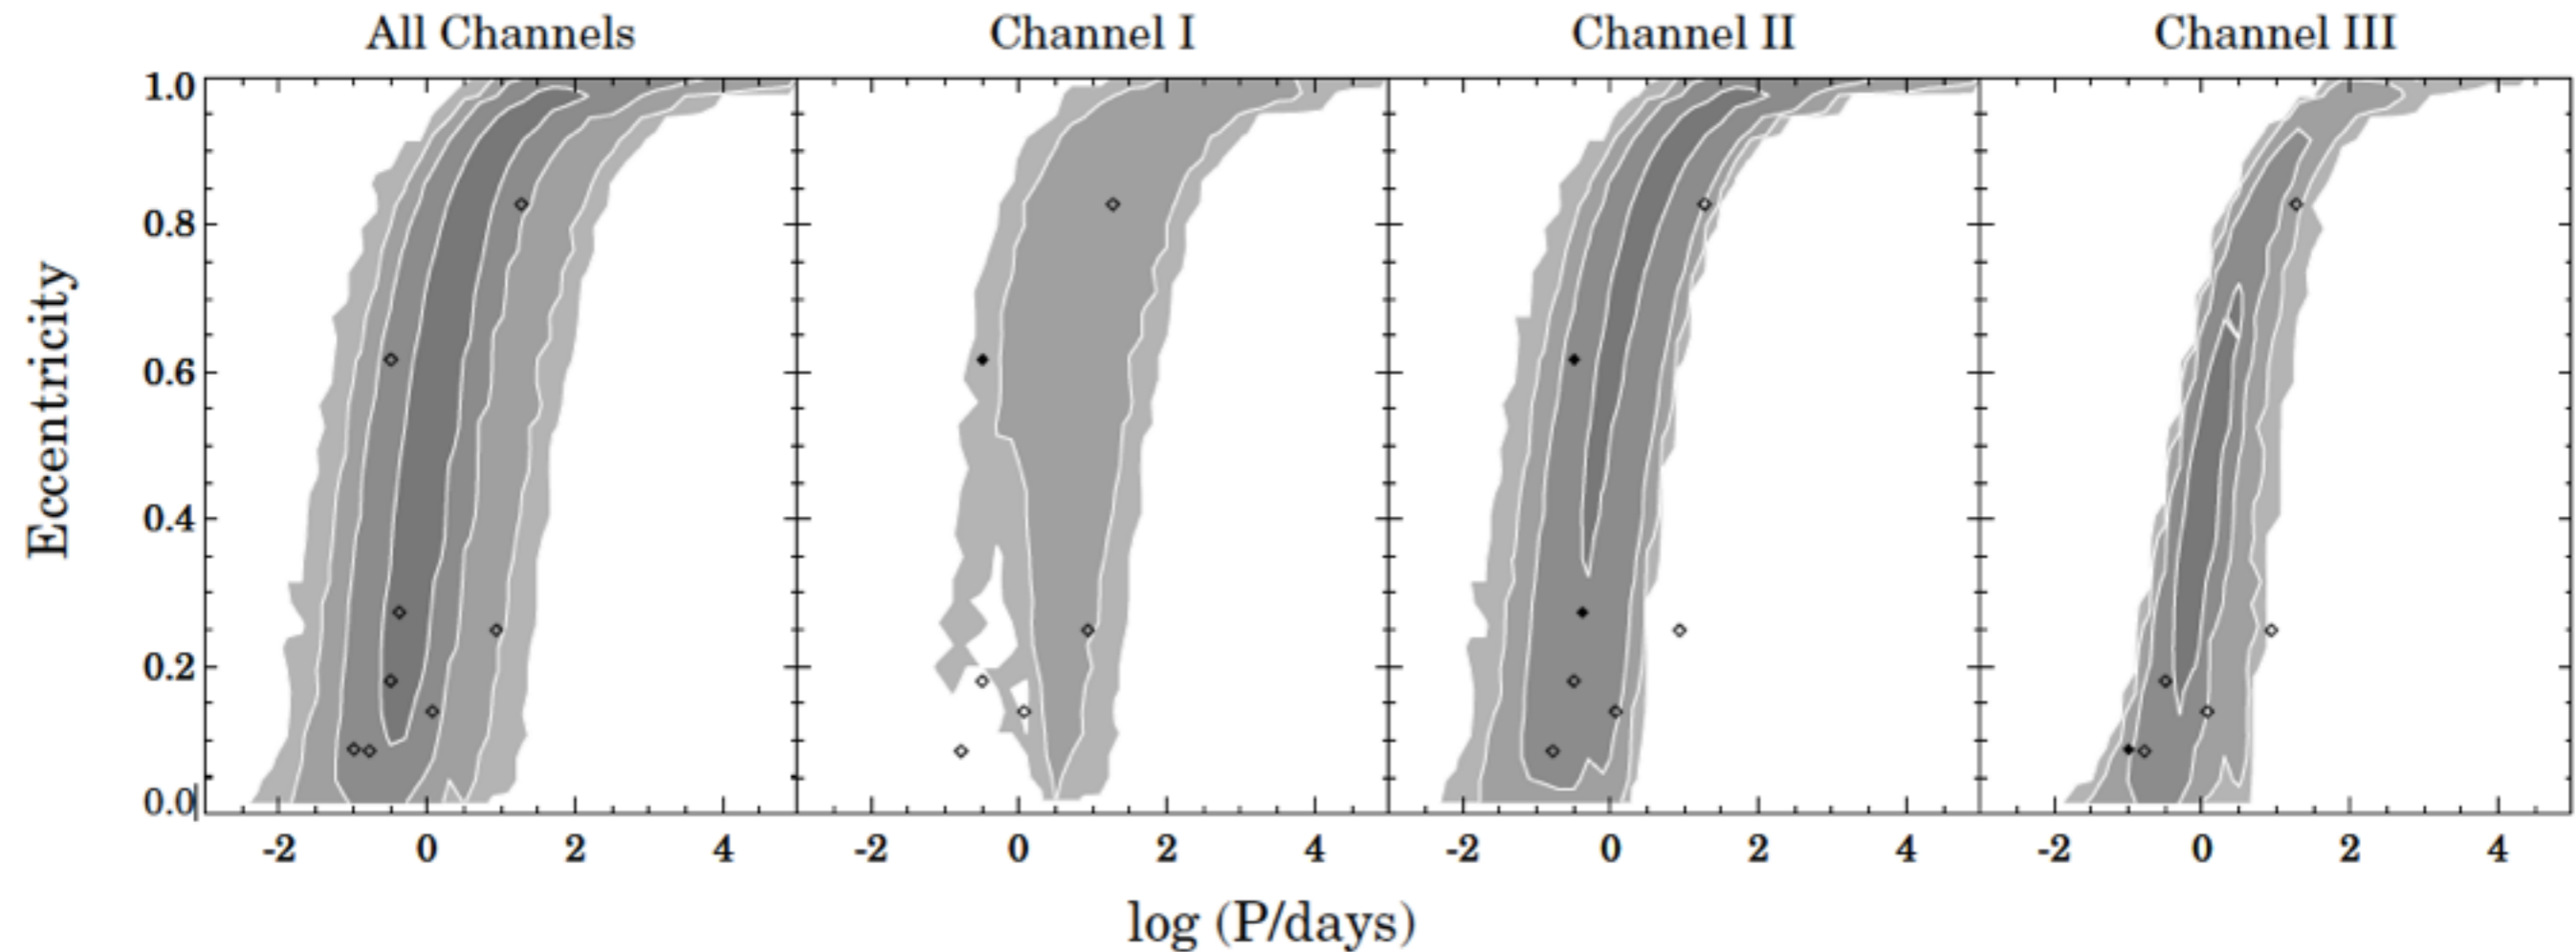 All Channels Channel I Channel II Channel III
1.0
0.8
0.6
0.4
0.2
0.0
Eccentricity
-2 0 2 4 -2 0 2 4 -2 0 2 4 -2 0 2 4
log (P/days)